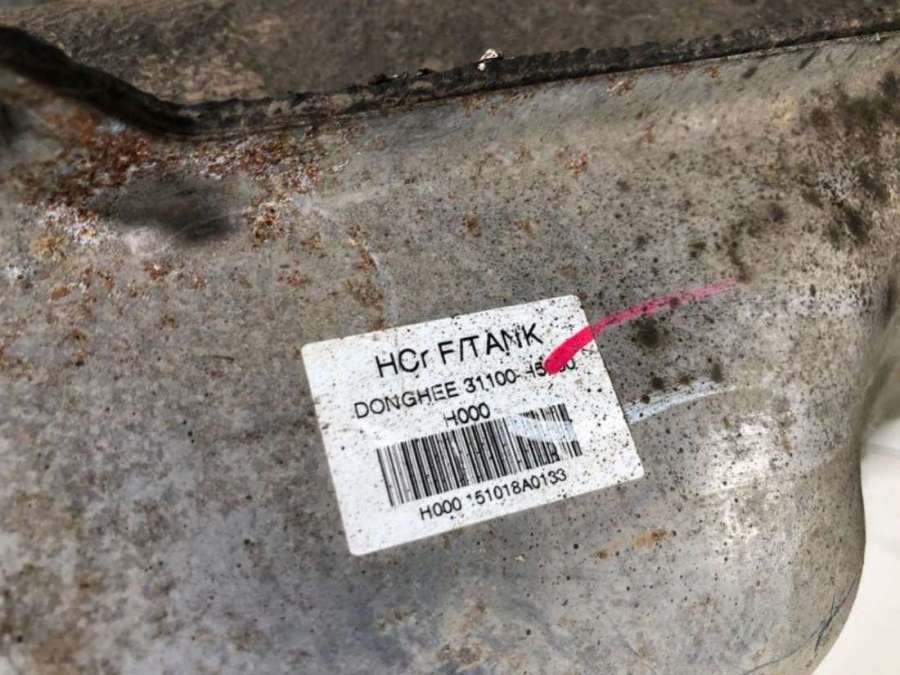 HCr F/TANK
DONGHEE 31100-
H000
H000 151018A0133